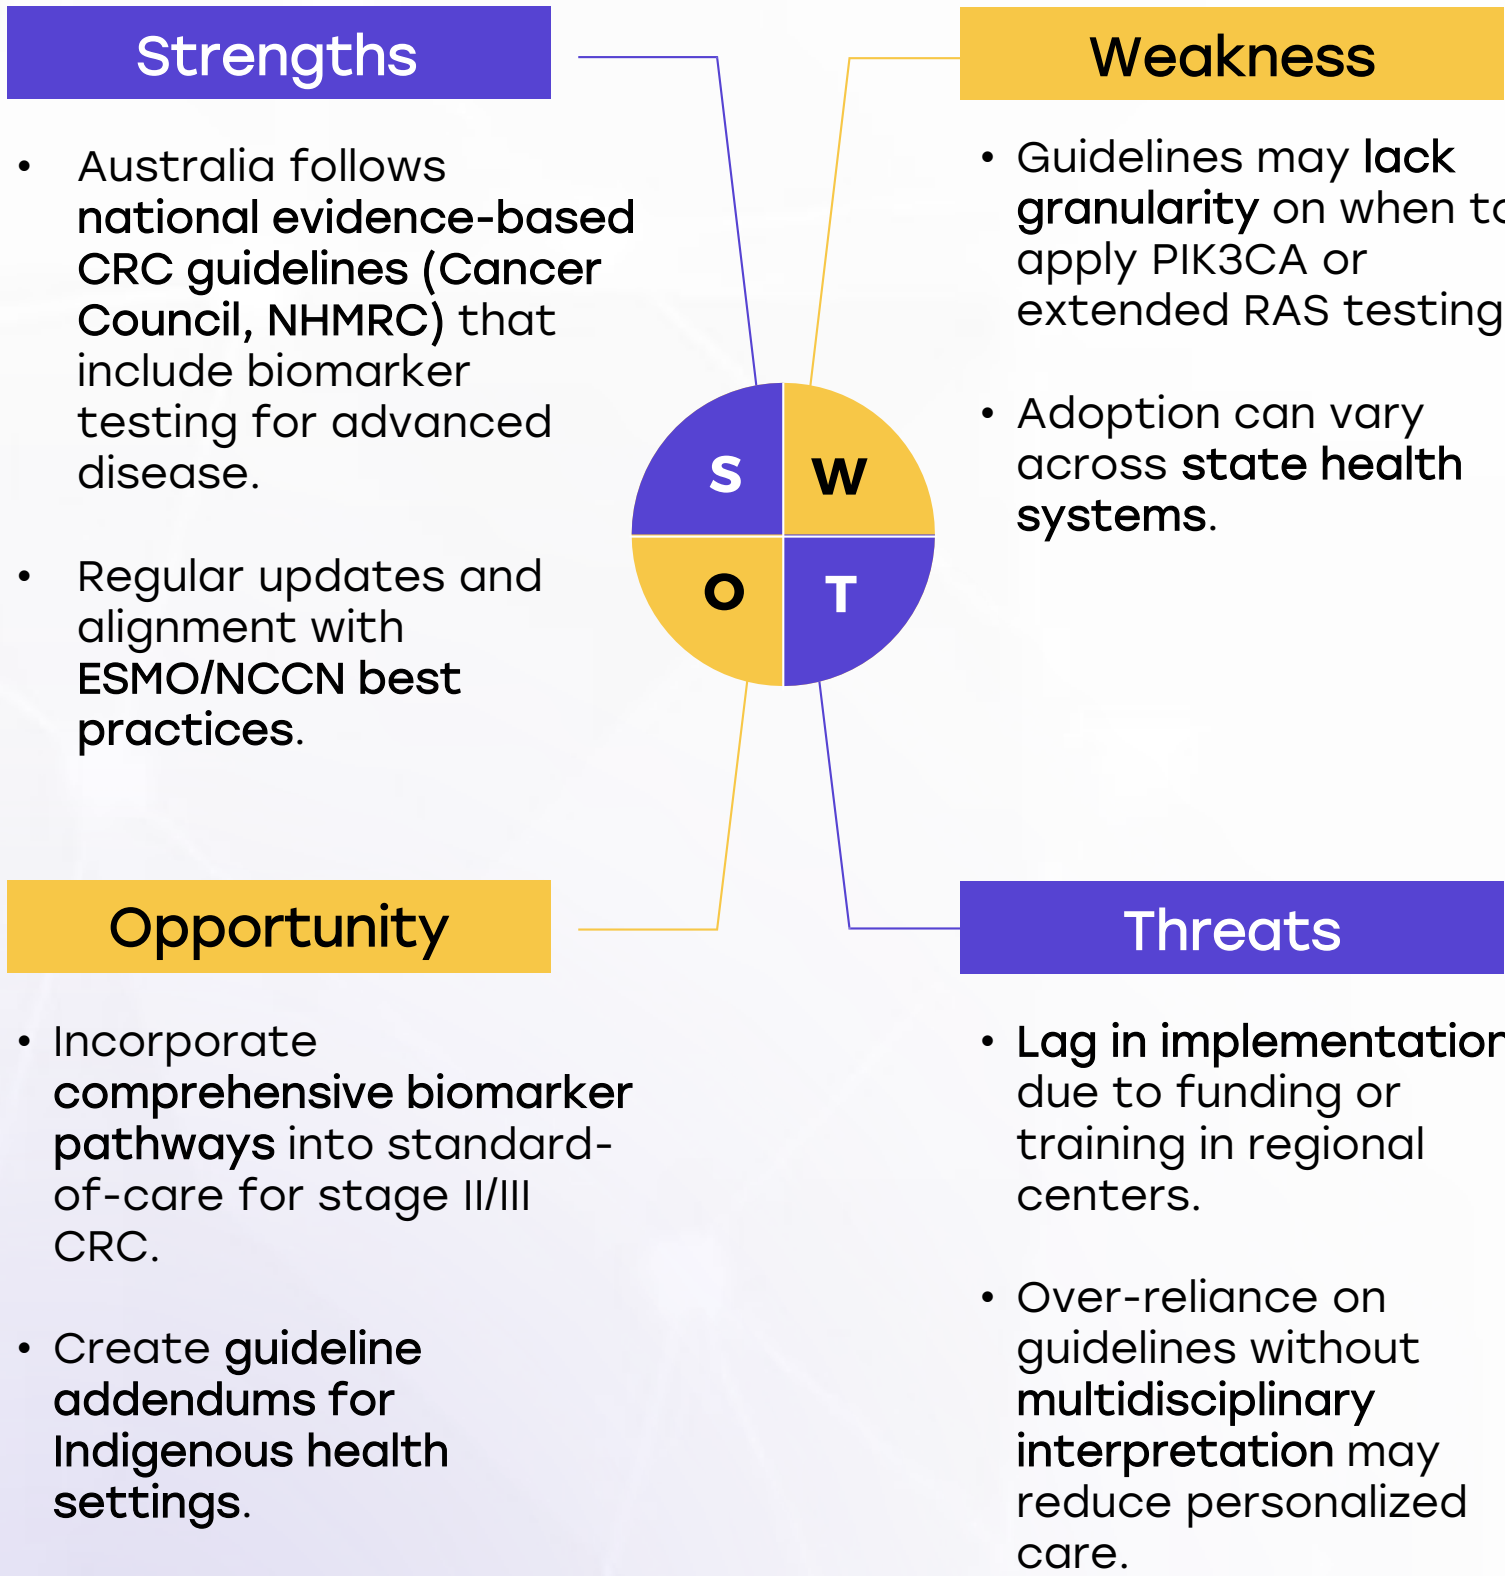 Strengths
• Australia follows
national evidence-based
CRC guidelines (Cancer
Council, NHMRC) that
include biomarker
testing for advanced
disease.
• Regular updates and
alignment with
ESMO/NCCN best
practices.
Weakness
• Guidelines may lack
granularity on when to
apply PIK3CA or
extended RAS testing
• Adoption can vary
across state health
systems.
S
W
O
T
Opportunity
• Incorporate
comprehensive biomarker
pathways into standard-
of-care for stage II/III
CRC.
• Create guideline
addendums for
Indigenous health
settings.
Threats
• Lag in implementation
due to funding or
training in regional
centers.
• Over-reliance on
guidelines without
multidisciplinary
interpretation may
reduce personalized
care.